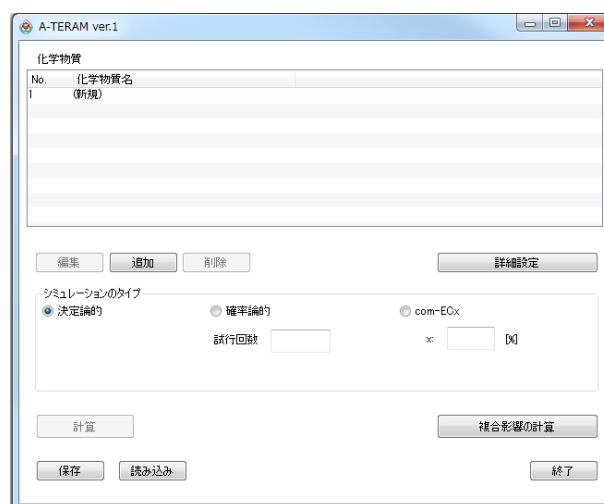 A-TERAM ver.1
化学物質
No. 化学物質名
1 (新規)
編集 追加 削除 詳細設定
シミュレーションのタイプ
決定論的 確率論的 com-ECx
試行回数 x: [%]
計算 複合影響の計算
保存 読み込み 終了